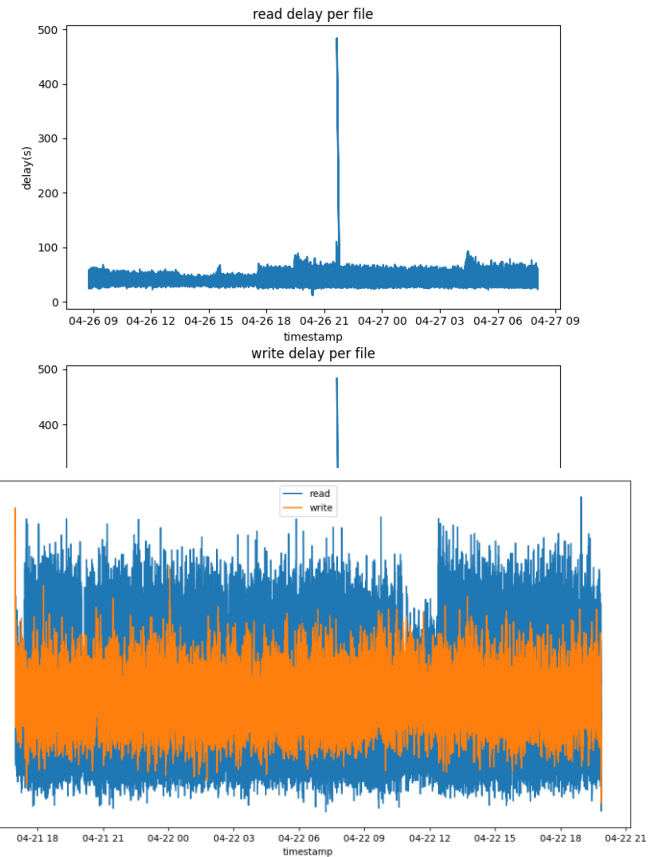 read delay per file
500
400
300
200
100
0
delay(s)
04-26 09 04-26 12 04-26 15 04-26 18 04-26 21 04-27 00 04-27 03 04-27 06 04-27 09
timestamp
write delay per file
500
400
read
write
04-21 18 04-21 21 04-22 00 04-22 03 04-22 06 04-22 09 04-22 12 04-22 15 04-22 18 04-22 21
timestamp